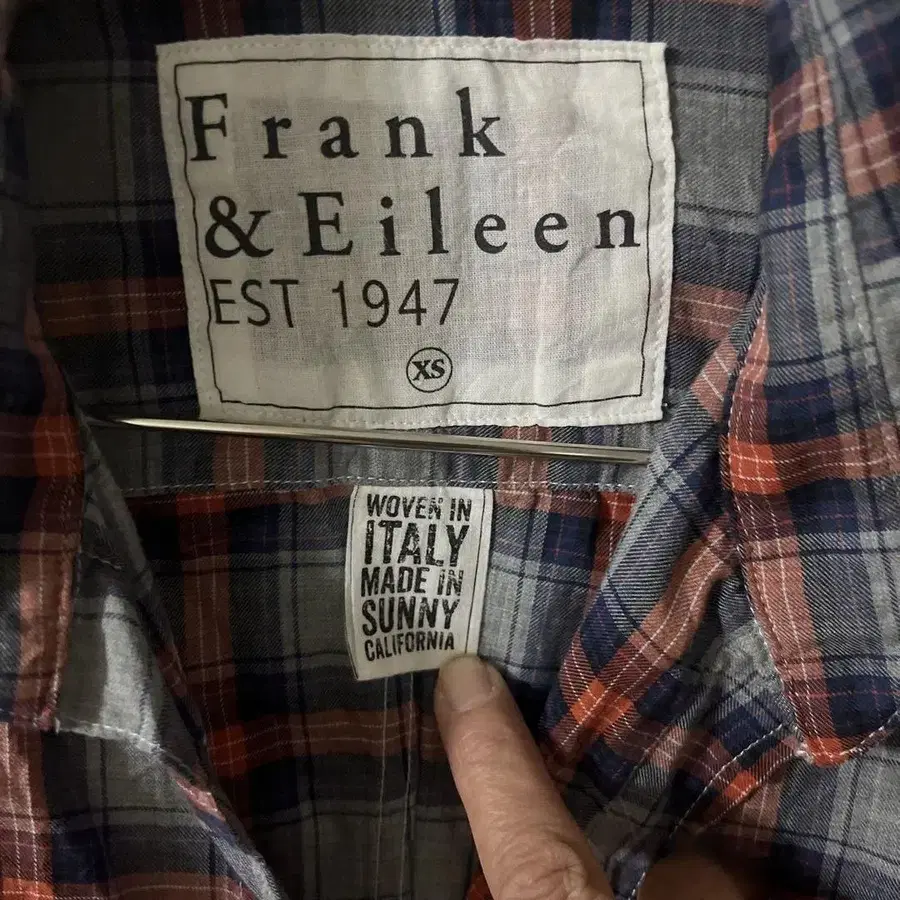 Frank
& Eileen
EST 1947
XS
WOVEN IN
ITALY
MADE IN
SUNNY
CALIFORNIA